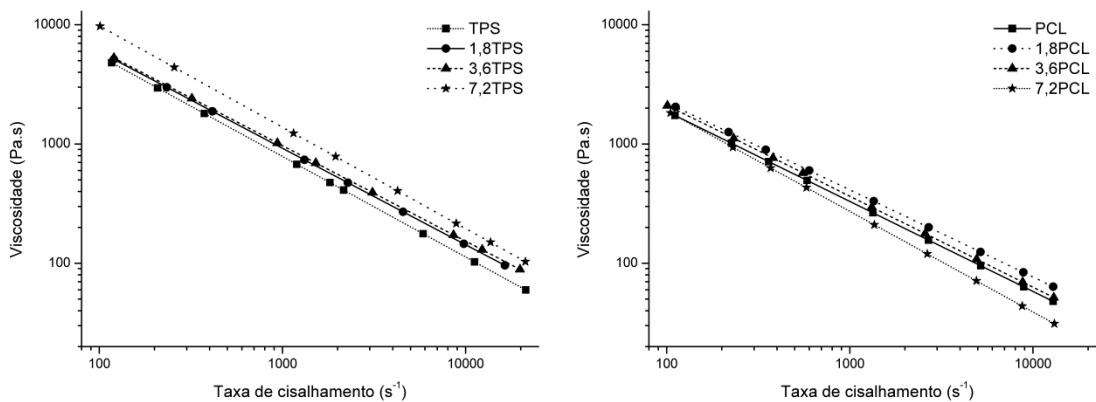 10000
1000
100
Viscosidade (Pa.s)
TPS
1,8TPS
3,6TPS
7,2TPS
100
1000
10000
Taxa de cisalhamento (s⁻¹)
10000
1000
100
Viscosidade (Pa.s)
PCL
1,8PCL
3,6PCL
7,2PCL
100
1000
10000
Taxa de cisalhamento (s⁻¹)